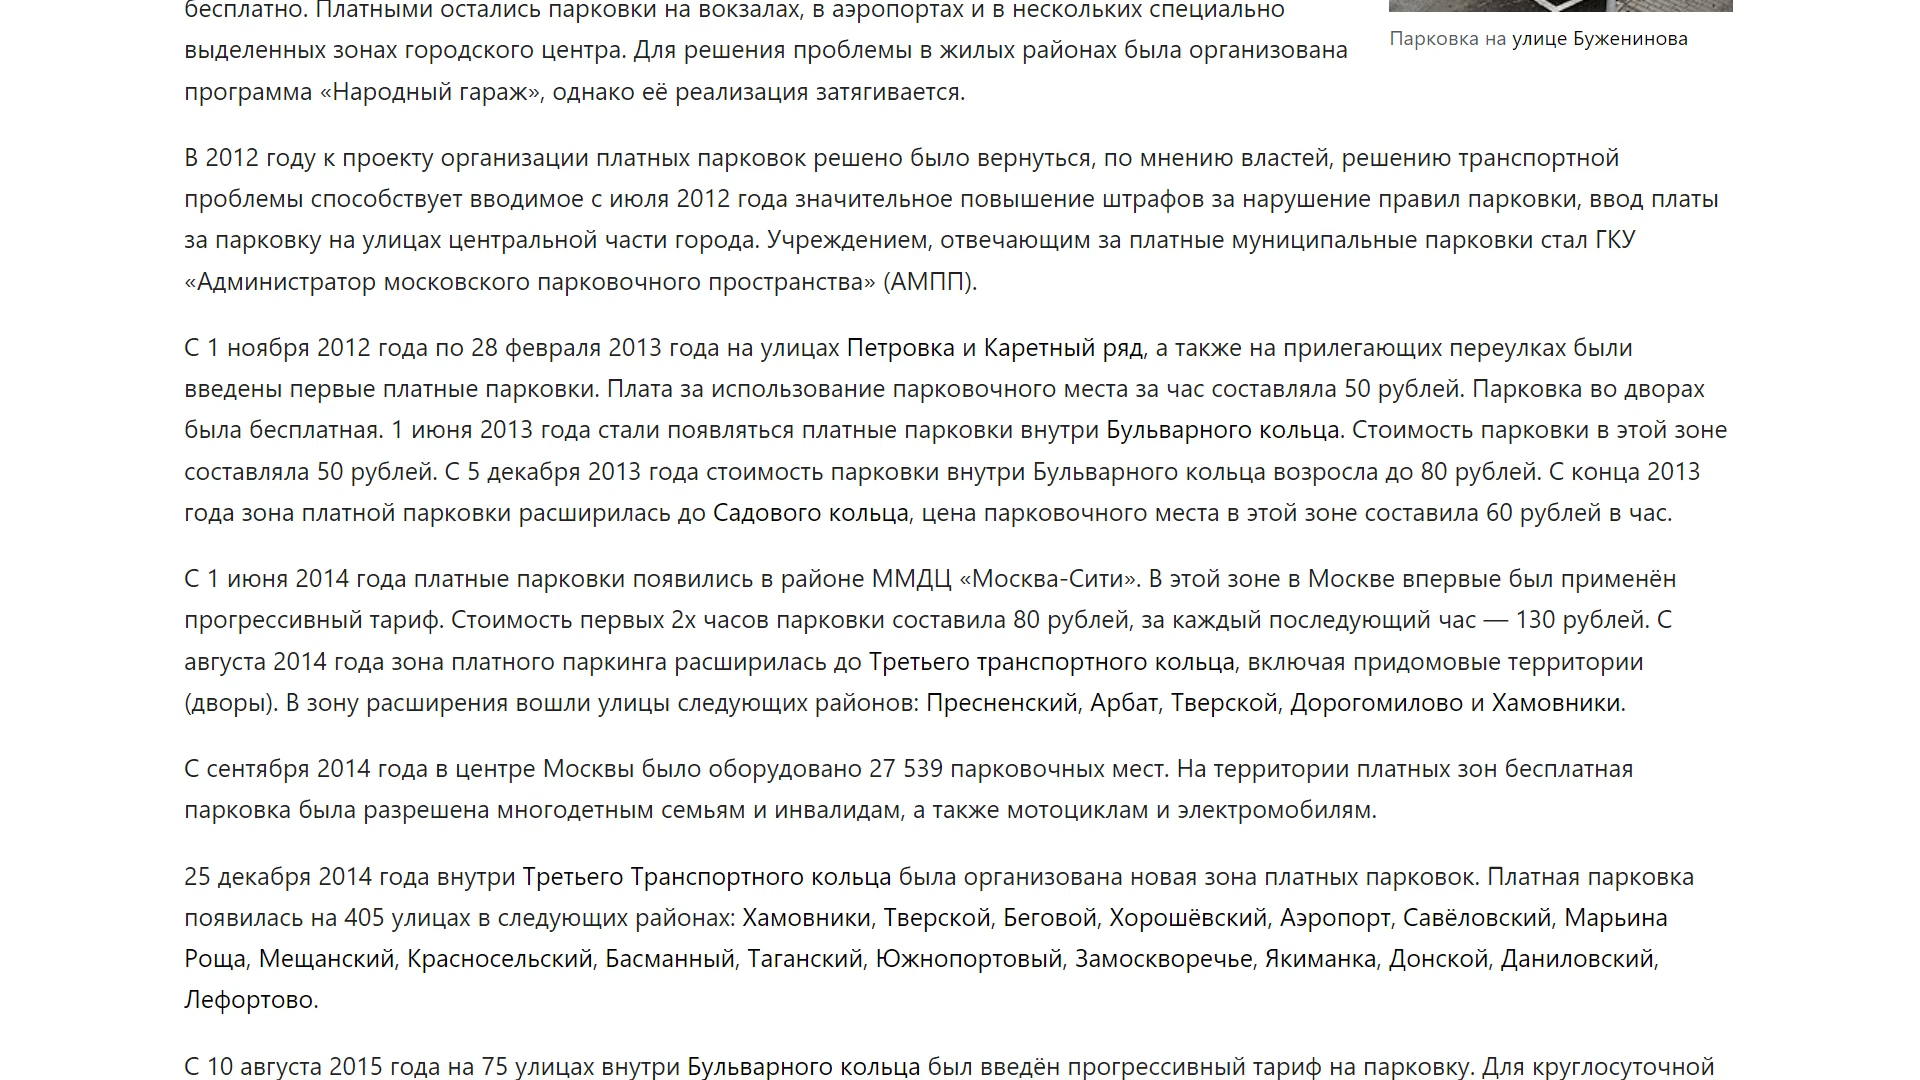 бесплатно. Платными остались парковки на вокзалах, в аэропортах и в нескольких специально
выделенных зонах городского центра. Для решения проблемы в жилых районах была организована
программа «Народный гараж», однако её реализация затягивается.
Парковка на улице Буженинова
В 2012 году к проекту организации платных парковок решено было вернуться, по мнению властей, решению транспортной
проблемы способствует вводимое с июля 2012 года значительное повышение штрафов за нарушение правил парковки, ввод платы
за парковку на улицах центральной части города. Учреждением, отвечающим за платные муниципальные парковки стал ГКУ
«Администратор московского парковочного пространства» (АМПП).
С 1 ноября 2012 года по 28 февраля 2013 года на улицах Петровка и Каретный ряд, а также на прилегающих переулках были
введены первые платные парковки. Плата за использование парковочного места за час составляла 50 рублей. Парковка во дворах
была бесплатная. 1 июня 2013 года стали появляться платные парковки внутри Бульварного кольца. Стоимость парковки в этой зоне
составляла 50 рублей. С 5 декабря 2013 года стоимость парковки внутри Бульварного кольца возросла до 80 рублей. С конца 2013
года зона платной парковки расширилась до Садового кольца, цена парковочного места в этой зоне составила 60 рублей в час.
С 1 июня 2014 года платные парковки появились в районе ММДЦ «Москва-Сити». В этой зоне в Москве впервые был применён
прогрессивный тариф. Стоимость первых 2х часов парковки составила 80 рублей, за каждый последующий час — 130 рублей. С
августа 2014 года зона платного паркинга расширилась до Третьего транспортного кольца, включая придомовые территории
(дворы). В зону расширения вошли улицы следующих районов: Пресненский, Арбат, Тверской, Дорогомилово и Хамовники.
С сентября 2014 года в центре Москвы было оборудовано 27 539 парковочных мест. На территории платных зон бесплатная
парковка была разрешена многодетным семьям и инвалидам, а также мотоциклам и электромобилям.
25 декабря 2014 года внутри Третьего Транспортного кольца была организована новая зона платных парковок. Платная парковка
появилась на 405 улицах в следующих районах: Хамовники, Тверской, Беговой, Хорошёвский, Аэропорт, Савёловский, Марьина
Роща, Мещанский, Красносельский, Басманный, Таганский, Южнопортовый, Замоскворечье, Якиманка, Донской, Даниловский,
Лефортово.
С 10 августа 2015 года на 75 улицах внутри Бульварного кольца был введён прогрессивный тариф на парковку. Для круглосуточной